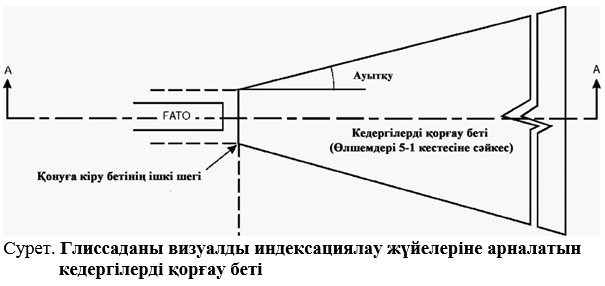 A
A
Ауытқу
FATO
Кедергілерді қорғау беті
(Өлшемдері 5-1 кестесіне сәйкес)
Қонуға кіру бетінің ішкі шегі
Сурет. Глиссаданы визуалды индексациялау жүйелеріне арналатын
кедергілерді қорғау беті